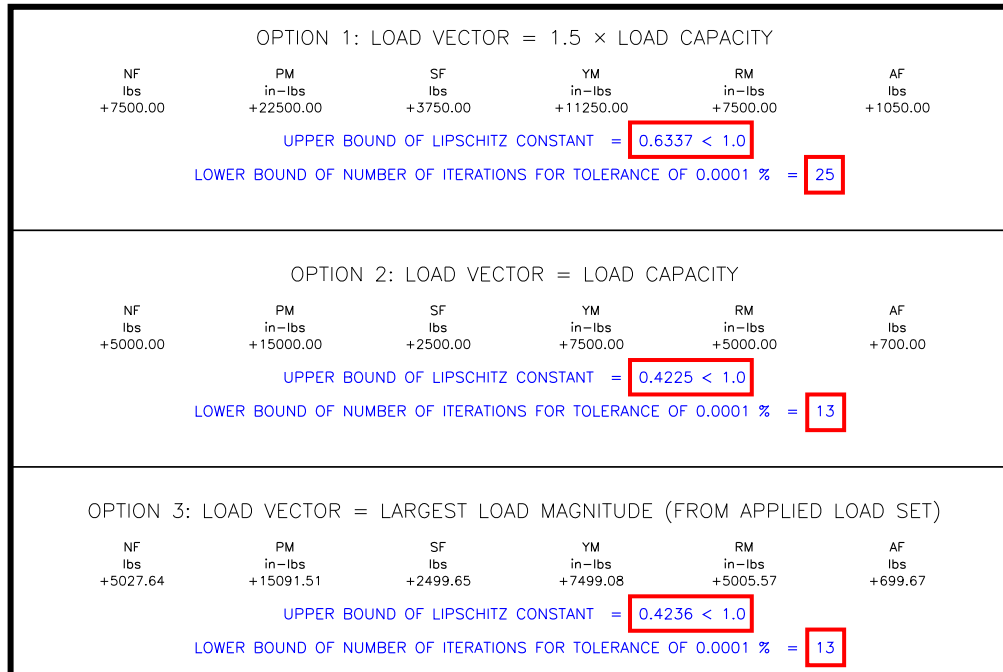 OPTION 1: LOAD VECTOR = 1.5 × LOAD CAPACITY
NF PM SF YM RM AF
lbs in-lbs lbs in-lbs in-lbs lbs
+7500.00 +22500.00 +3750.00 +11250.00 +7500.00 +1050.00
UPPER BOUND OF LIPSCHITZ CONSTANT = 0.6337 < 1.0
LOWER BOUND OF NUMBER OF ITERATIONS FOR TOLERANCE OF 0.0001 % = 25
OPTION 2: LOAD VECTOR = LOAD CAPACITY
NF PM SF YM RM AF
lbs in-lbs lbs in-lbs in-lbs lbs
+5000.00 +15000.00 +2500.00 +7500.00 +5000.00 +700.00
UPPER BOUND OF LIPSCHITZ CONSTANT = 0.4225 < 1.0
LOWER BOUND OF NUMBER OF ITERATIONS FOR TOLERANCE OF 0.0001 % = 13
OPTION 3: LOAD VECTOR = LARGEST LOAD MAGNITUDE (FROM APPLIED LOAD SET)
NF PM SF YM RM AF
lbs in-lbs lbs in-lbs in-lbs lbs
+5027.64 +15091.51 +2499.65 +7499.08 +5005.57 +699.67
UPPER BOUND OF LIPSCHITZ CONSTANT = 0.4236 < 1.0
LOWER BOUND OF NUMBER OF ITERATIONS FOR TOLERANCE OF 0.0001 % = 13